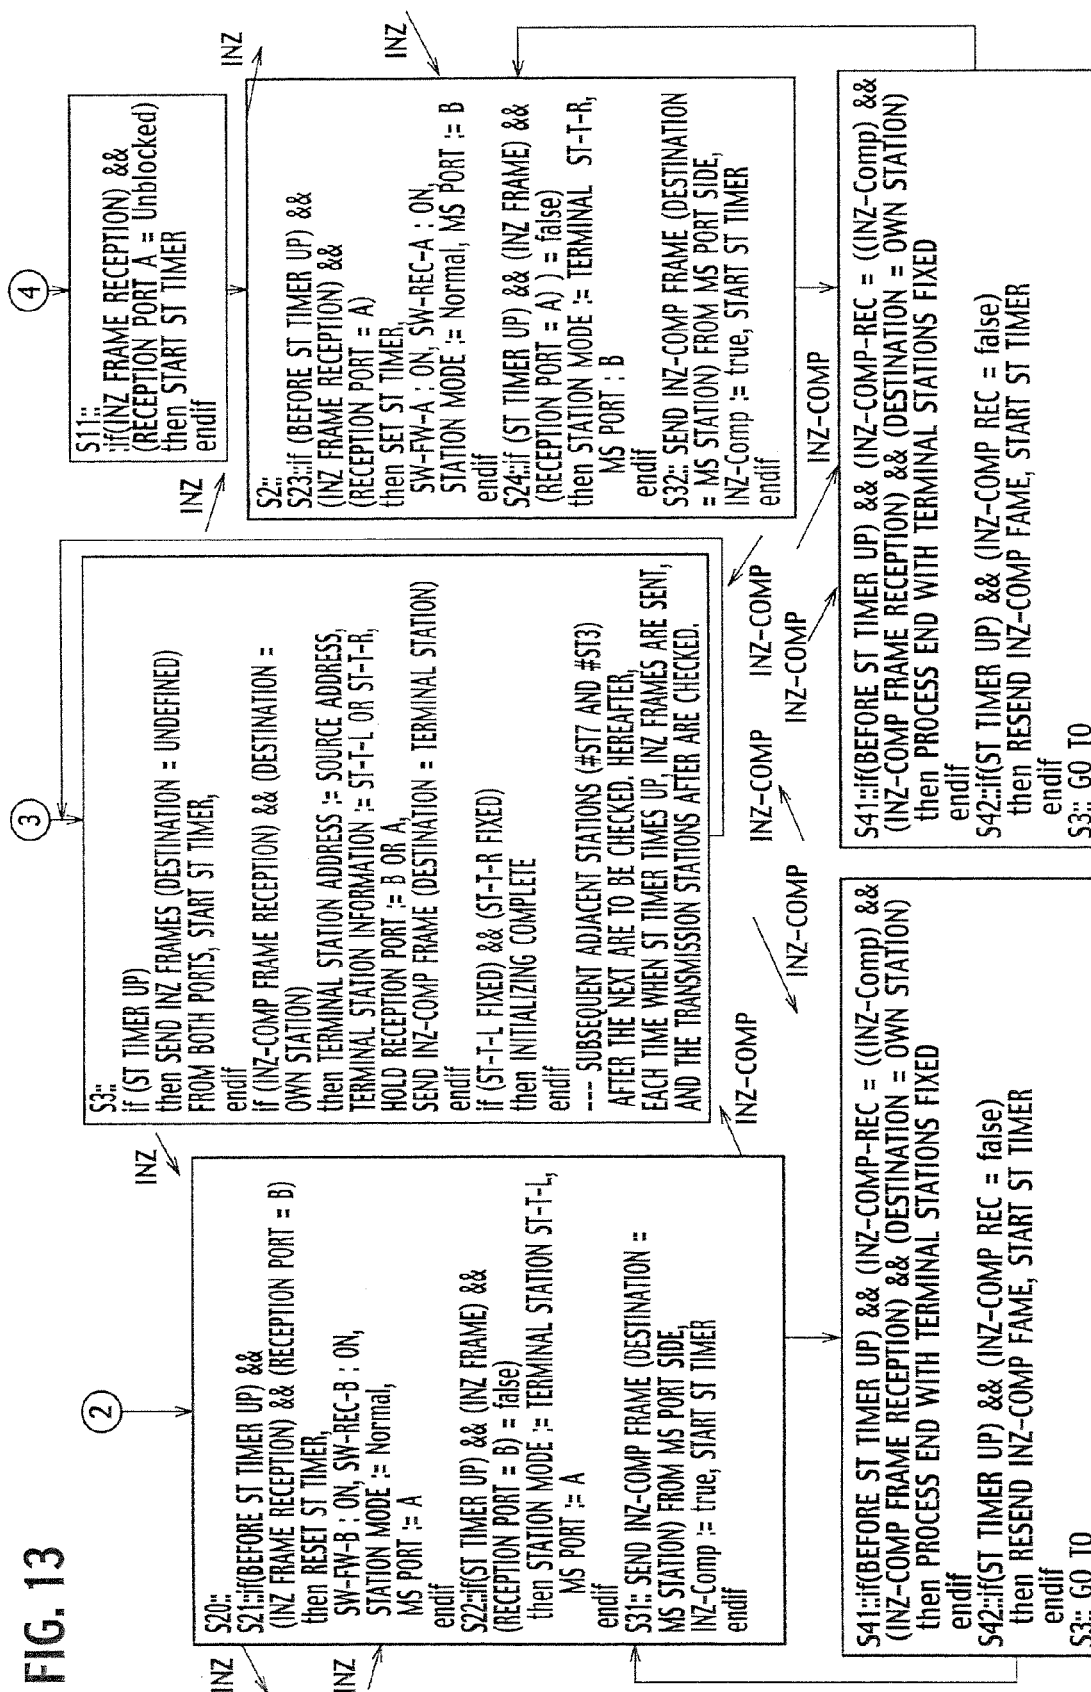 FIG. 13
2
INZ
INZ
S20::
S21::if(BEFORE ST TIMER UP) &&
(INZ FRAME RECEPTION) && (RECEPTION PORT = B)
then RESET ST TIMER,
SW-FW-B : ON, SW-REC-B : ON,
STATION MODE := Normal,
MS PORT := A
endif
S22::if(ST TIMER UP) && (INZ FRAME) &&
(RECEPTION PORT = B) = false)
then STATION MODE := TERMINAL STATION ST-T-L,
MS PORT := A
endif
S31:: SEND INZ-COMP FRAME (DESTINATION =
MS STATION) FROM MS PORT SIDE,
INZ-Comp := true, START ST TIMER
endif
INZ
INZ-COMP
S41::if(BEFORE ST TIMER UP) && (INZ-COMP-REC = ((INZ-Comp) &&
(INZ-COMP FRAME RECEPTION) && (DESTINATION = OWN STATION)
then PROCESS END WITH TERMINAL STATIONS FIXED
endif
S42::if(ST TIMER UP) && (INZ-COMP REC = false)
then RESEND INZ-COMP FAME, START ST TIMER
endif
S3:: GO TO
3
S3::
if (ST TIMER UP)
then SEND INZ FRAMES (DESTINATION = UNDEFINED)
FROM BOTH PORTS, START ST TIMER,
endif
if (INZ-COMP FRAME RECEPTION) && (DESTINATION =
OWN STATION)
then TERMINAL STATION ADDRESS := SOURCE ADDRESS,
TERMINAL STATION INFORMATION := ST-T-L OR ST-T-R,
HOLD RECEPTION PORT := B OR A,
SEND INZ-COMP FRAME (DESTINATION = TERMINAL STATION)
endif
if (ST-T-L FIXED) && (ST-T-R FIXED)
then INITIALIZING COMPLETE
endif
---- SUBSEQUENT ADJACENT STATIONS (#ST7 AND #ST3)
AFTER THE NEXT ARE TO BE CHECKED. HEREAFTER,
EACH TIME WHEN ST TIMER TIMES UP, INZ FRAMES ARE SENT,
AND THE TRANSMISSION STATIONS AFTER ARE CHECKED.
INZ-COMP
INZ-COMP
INZ-COMP
INZ-COMP
INZ-COMP
INZ
4
S11::
.if(INZ FRAME RECEPTION) &&
(RECEPTION PORT A = Unblocked)
then START ST TIMER
endif
INZ
INZ
S2::
S23::if (BEFORE ST TIMER UP) &&
(INZ FRAME RECEPTION) &&
(RECEPTION PORT = A)
then SET ST TIMER,
SW-FW-A : ON, SW-REC-A : ON,
STATION MODE := Normal, MS PORT := B
endif
S24::if (ST TIMER UP) && (INZ FRAME) &&
(RECEPTION PORT = A) ) = false)
then STATION MODE := TERMINAL ST-T-R,
MS PORT : B
endif
S32:: SEND INZ-COMP FRAME (DESTINATION
= MS STATION) FROM MS PORT SIDE,
INZ-Comp := true, START ST TIMER
endif
INZ-COMP
S41::if(BEFORE ST TIMER UP) && (INZ-COMP-REC = ((INZ-Comp) &&
(INZ-COMP FRAME RECEPTION) && (DESTINATION = OWN STATION)
then PROCESS END WITH TERMINAL STATIONS FIXED
endif
S42::if(ST TIMER UP) && (INZ-COMP REC = false)
then RESEND INZ-COMP FAME, START ST TIMER
endif
S3:: GO TO